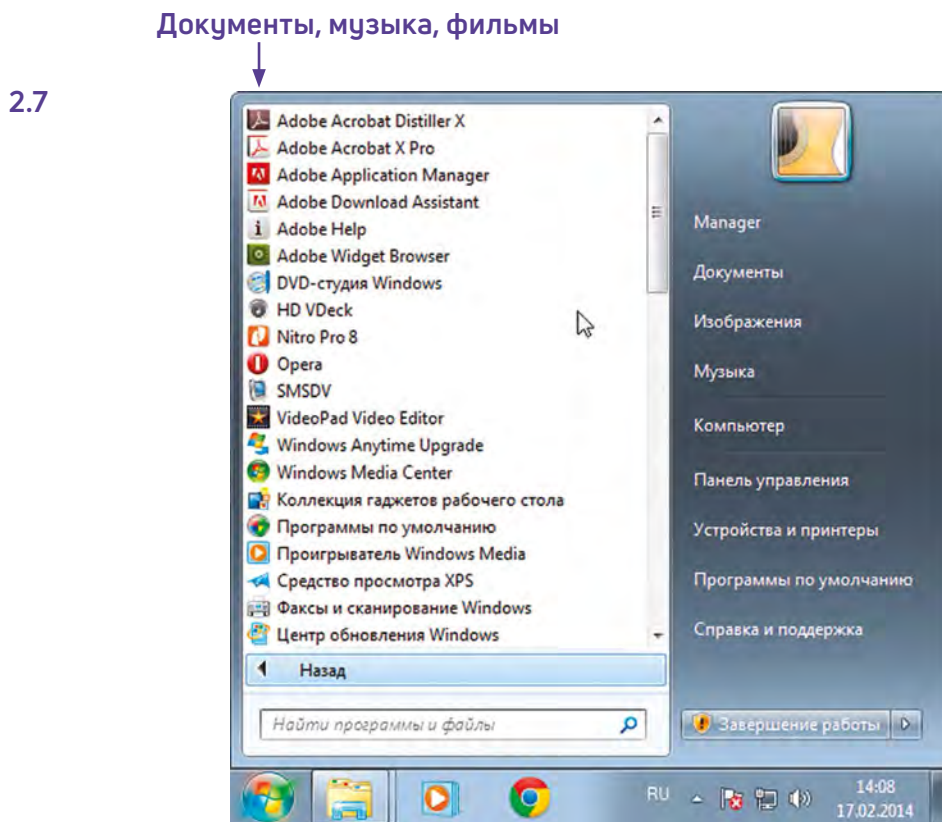 Документы, музыка, фильмы
2.7
Adobe Acrobat Distiller X
Adobe Acrobat X Pro
Adobe Application Manager
Adobe Download Assistant
Adobe Help
Adobe Widget Browser
DVD-студия Windows
HD VDeck
Nitro Pro 8
Opera
SMSDV
VideoPad Video Editor
Windows Anytime Upgrade
Windows Media Center
Коллекция гаджетов рабочего стола
Программы по умолчанию
Проигрыватель Windows Media
Средство просмотра XPS
Факсы и сканирование Windows
Центр обновления Windows
Назад
Найти программы и файлы
Manager
Документы
Изображения
Музыка
Компьютер
Панель управления
Устройства и принтеры
Программы по умолчанию
Справка и поддержка
Завершение работы
RU
14:08
17.02.2014